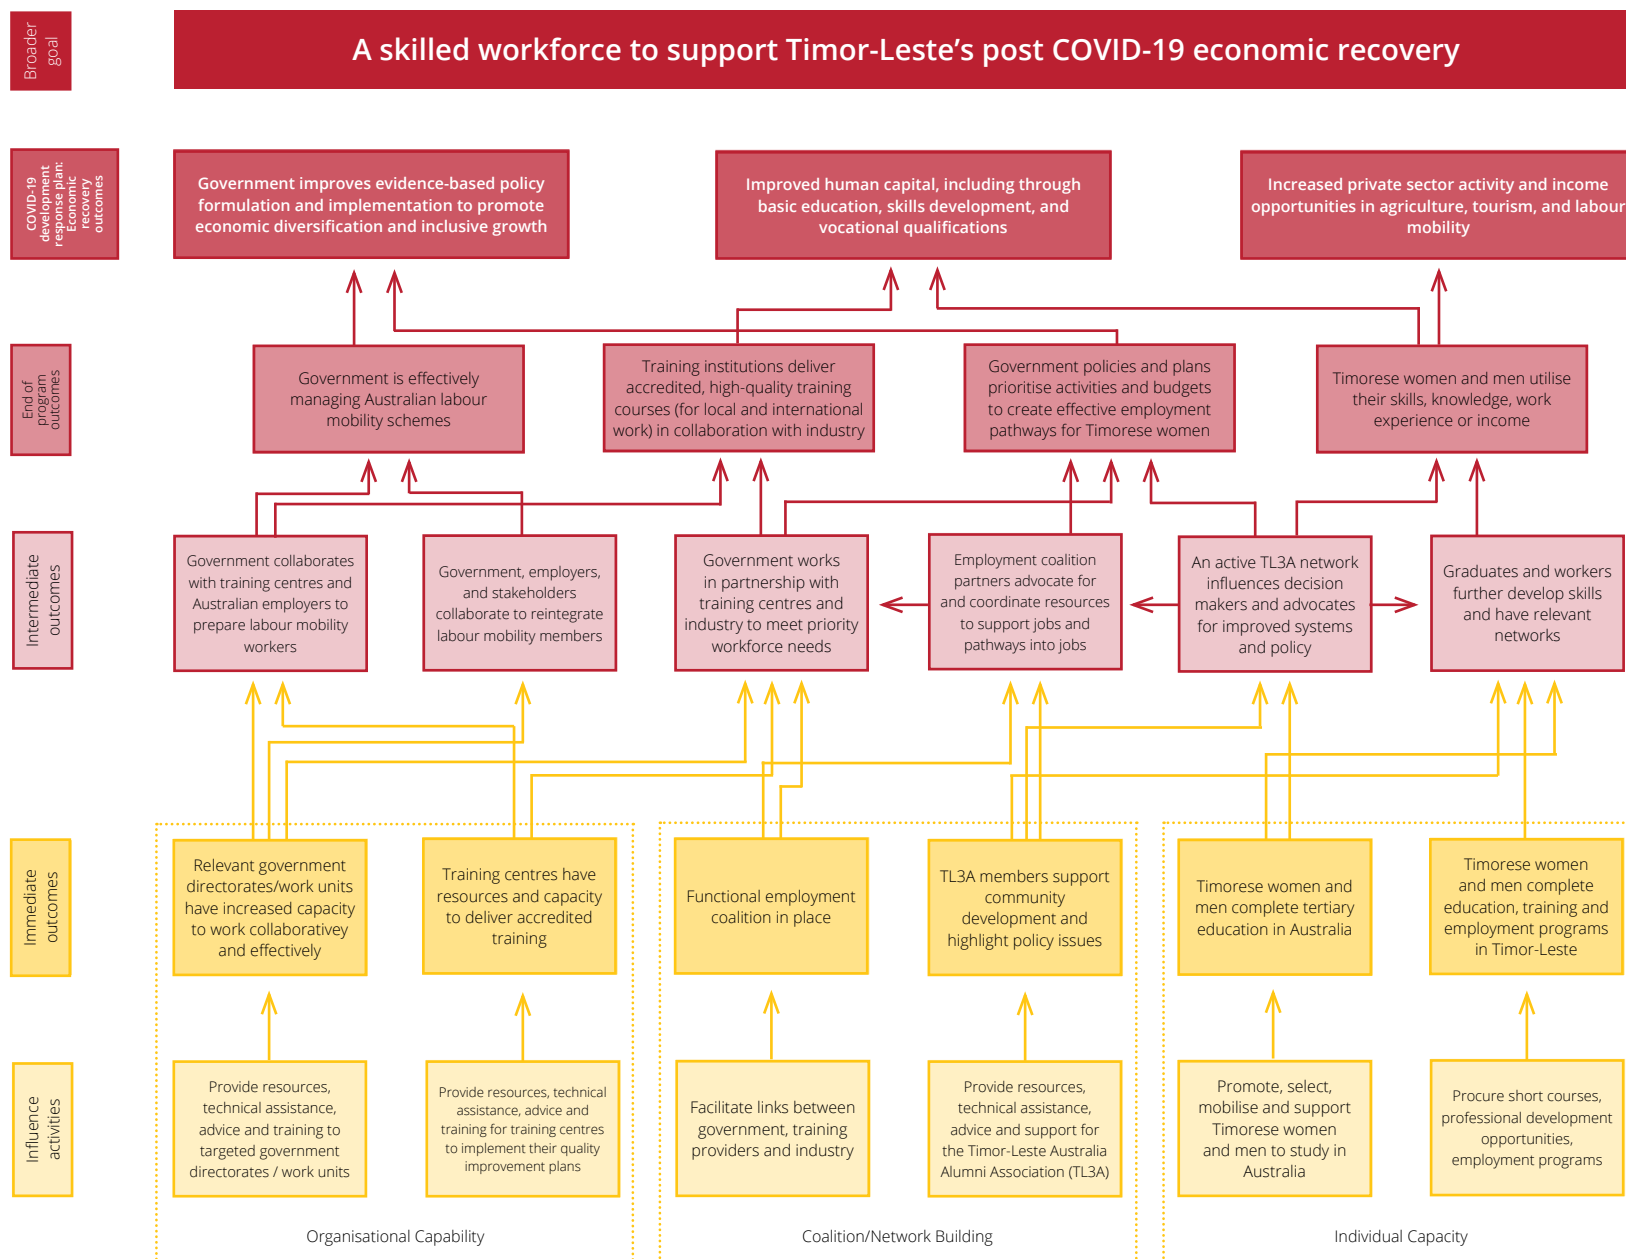 Broader
goal
A skilled workforce to support Timor-Leste's post COVID-19 economic recovery
COVID-19
development
response plan:
Economic
recovery
outcomes
Government improves evidence-based policy
formulation and implementation to promote
economic diversification and inclusive growth
Improved human capital, including through
basic education, skills development, and
vocational qualifications
Increased private sector activity and income
opportunities in agriculture, tourism, and labour
mobility
End of
program
outcomes
Government is effectively
managing Australian labour
mobility schemes
Training institutions deliver
accredited, high-quality training
courses (for local and international
work) in collaboration with industry
Government policies and plans
prioritise activities and budgets
to create effective employment
pathways for Timorese women
Timorese women and men utilise
their skills, knowledge, work
experience or income
Intermediate
outcomes
Government collaborates
with training centres and
Australian employers to
prepare labour mobility
workers
Government, employers,
and stakeholders
collaborate to reintegrate
labour mobility members
Government works
in partnership with
training centres and
industry to meet priority
workforce needs
Employment coalition
partners advocate for
and coordinate resources
to support jobs and
pathways into jobs
An active TL3A network
influences decision
makers and advocates
for improved systems
and policy
Graduates and workers
further develop skills
and have relevant
networks
Immediate
outcomes
Relevant government
directorates/work units
have increased capacity
to work collaborativey
and effectively
Training centres have
resources and capacity
to deliver accredited
training
Functional employment
coalition in place
TL3A members support
community
development and
highlight policy issues
Timorese women and
men complete tertiary
education in Australia
Timorese women
and men complete
education, training and
employment programs
in Timor-Leste
Influence
activities
Provide resources,
technical assistance,
advice and training to
targeted government
directorates / work units
Provide resources, technical
assistance, advice and
training for training centres
to implement their quality
improvement plans
Facilitate links between
government, training
providers and industry
Provide resources,
technical assistance,
advice and support for
the Timor-Leste Australia
Alumni Association (TL3A)
Promote, select,
mobilise and support
Timorese women
and men to study in
Australia
Procure short courses,
professional development
opportunities,
employment programs
Organisational Capability
Coalition/Network Building
Individual Capacity